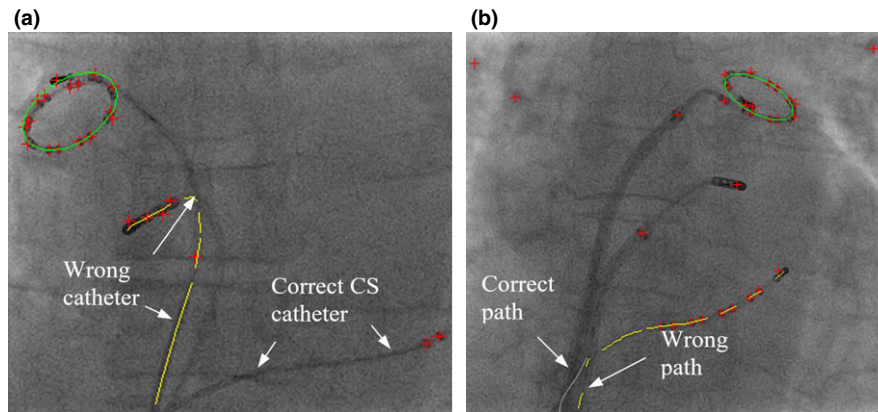 (a)
Wrong
catheter
Correct CS
catheter
(b)
Correct
path
Wrong
path